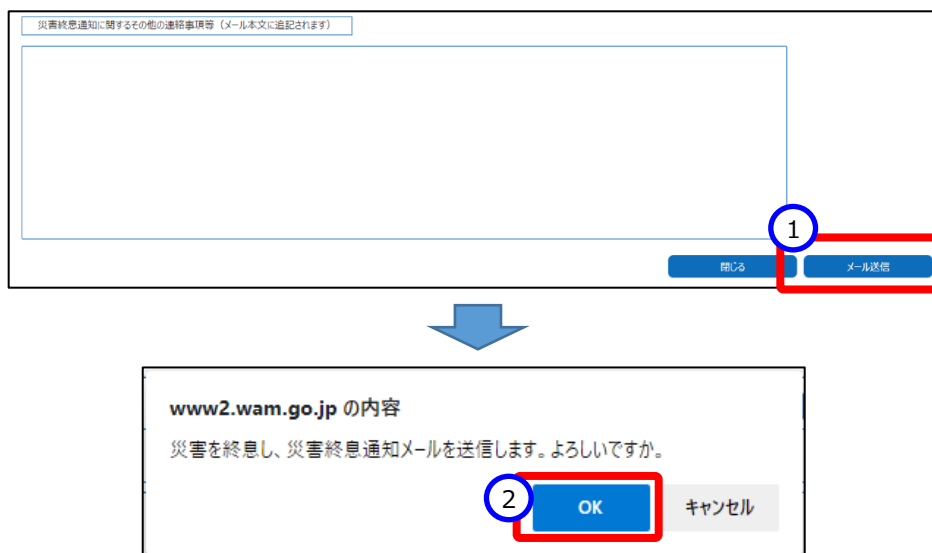 災害終息通知に関するその他の連絡事項等（メール本文に追記されます）
1
閉じる
メール送信
www2.wam.go.jp の内容
災害を終息し、災害終息通知メールを送信します。よろしいですか。
2
OK
キャンセル